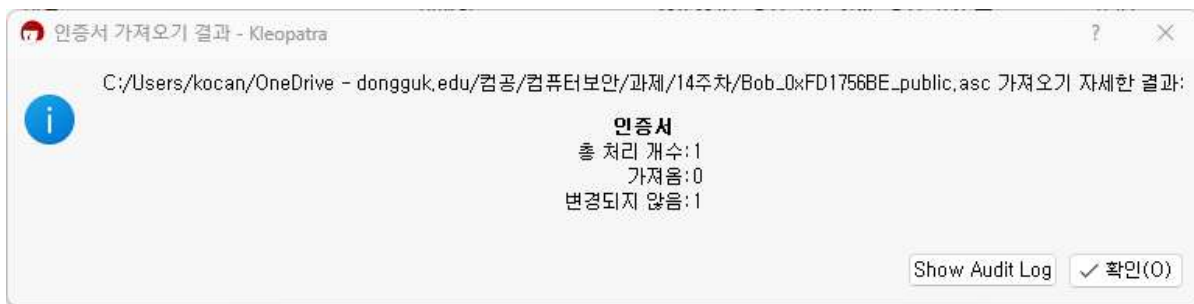 인증서 가져오기 결과 - Kleopatra
C:/Users/kocan/OneDrive - dongguk.edu/컴공/컴퓨터보안/과제/14주차/Bob_0xFD1756BE_public.asc 가져오기 자세한 결과:
인증서
총 처리 개수:1
가져옴:0
변경되지 않음:1
Show Audit Log
확인(O)